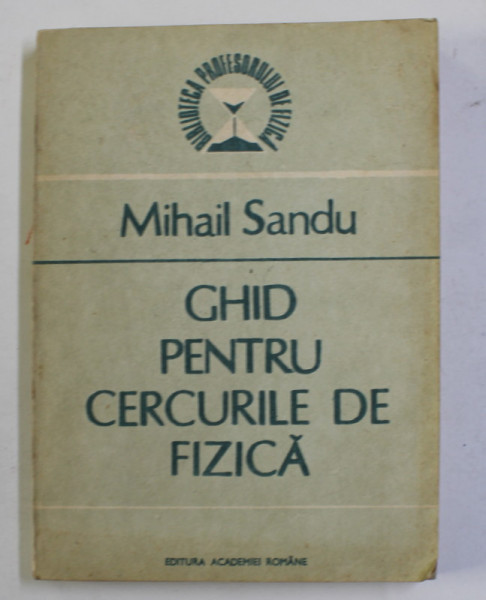 BIBLIOTECA PROFESORULUI DE FIZICĂ
Mihail Sandu
GHID
PENTRU
CERCURILE DE
FIZICĂ
EDITURA ACADEMIEI ROMÂNE